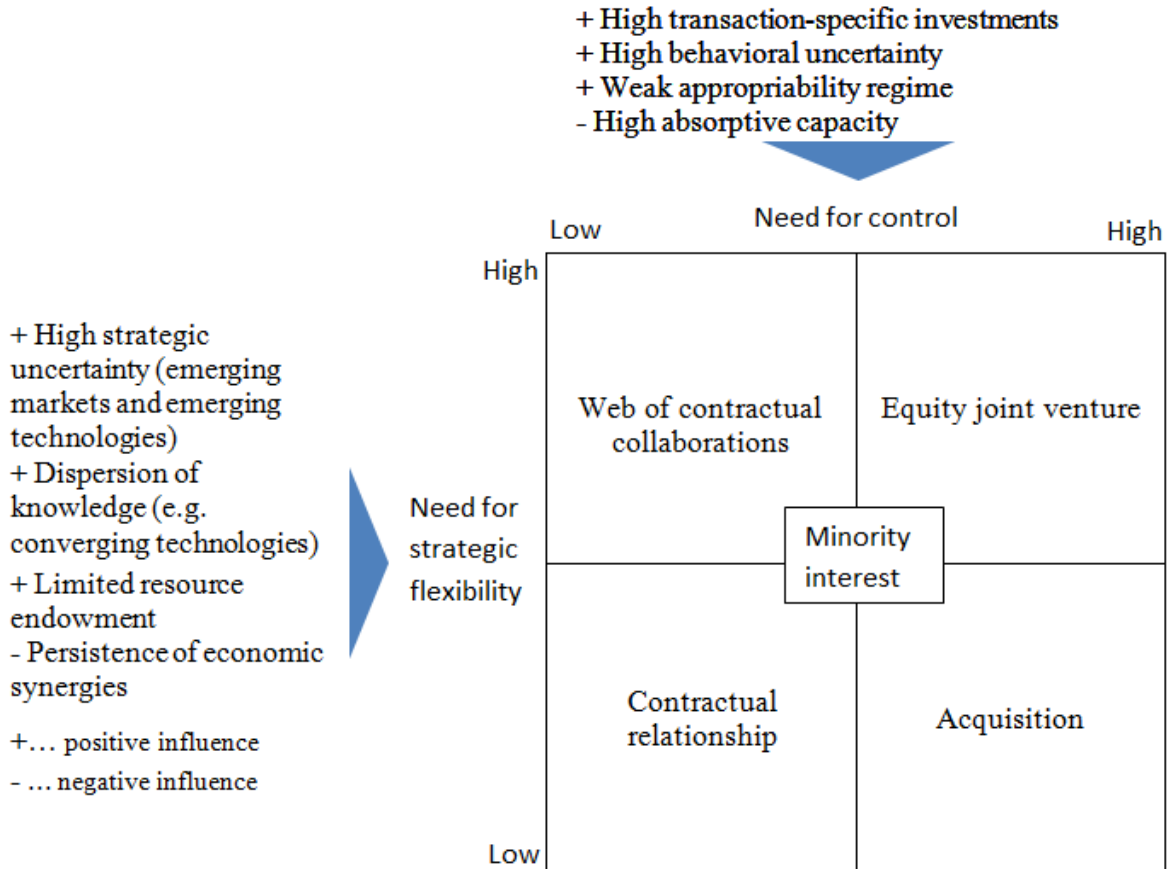 + High transaction-specific investments
+ High behavioral uncertainty
+ Weak appropriability regime
- High absorptive capacity
Need for control
Low
High
High
+ High strategic
uncertainty (emerging
markets and emerging
technologies)
+ Dispersion of
knowledge (e.g.
converging technologies)
+ Limited resource
endowment
- Persistence of economic
synergies
+... positive influence
- ... negative influence
Need for
strategic
flexibility
Web of contractual
collaborations
Equity joint venture
Minority
interest
Contractual
relationship
Acquisition
Low